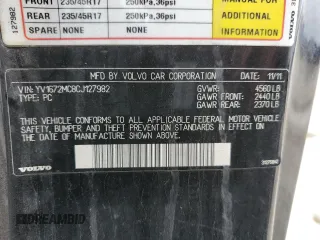 FRONT 235/45R17 250kPa,36psi
REAR 235/45R17 250kPa,36psi
SPARE NONE NONE
MANUAL FOR
ADDITIONAL
INFORMATION
127982
MFD. BY VOLVO CAR CORPORATION DATE: 11/11
VIN: YV1672MC8CJ127982 GVWR: 4560 LB
TYPE: PC GAWR FRONT: 2440 LB
GAWR REAR: 2370 LB
THIS VEHICLE CONFORMS TO ALL APPLICABLE
FEDERAL MOTOR VEHICLE SAFETY, BUMPER,
AND THEFT PREVENTION STANDARDS IN EFFECT
ON THE DATE OF MANUFACTURE SHOWN ABOVE.
VOLVO
DREAMBID